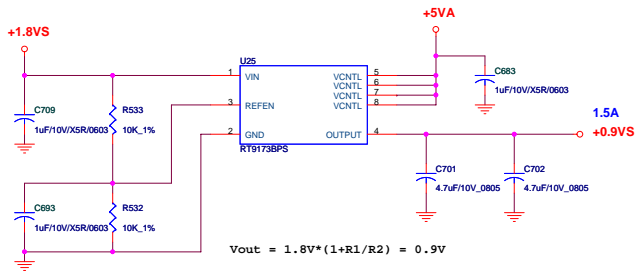 +5VA
+1.8VS
U25
1 VIN
VCNTL 5
VCNTL 6
VCNTL 7
VCNTL 8
3 REFEN
2 GND
OUTPUT 4
RT9173BPS
C683
1uF/10V/X5R/0603
C709
1uF/10V/X5R/0603
R533
10K_1%
1.5A
+0.9VS
C701
4.7uF/10V_0805
C702
4.7uF/10V_0805
C693
1uF/10V/X5R/0603
R532
10K_1%
Vout = 1.8V*(1+R1/R2) = 0.9V